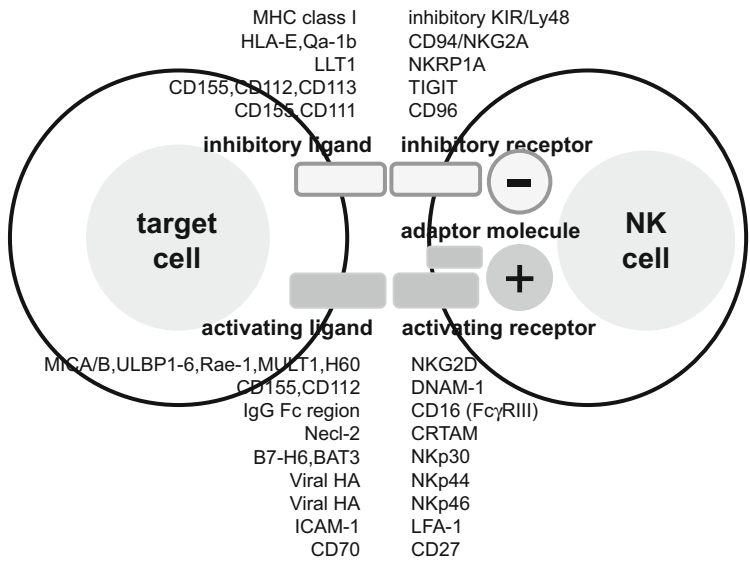 MHC class I inhibitory KIR/Ly48
HLA-E,Qa-1b CD94/NKG2A
LLT1 NKRP1A
CD155,CD112,CD113 TIGIT
CD155,CD111 CD96
inhibitory ligand inhibitory receptor
-
target
cell
adaptor molecule
NK
cell
+
activating ligand activating receptor
MICA/B,ULBP1-6,Rae-1,MULT1,H60 NKG2D
CD155,CD112 DNAM-1
IgG Fc region CD16 (FcγRIII)
Necl-2 CRTAM
B7-H6,BAT3 NKp30
Viral HA NKp44
Viral HA NKp46
ICAM-1 LFA-1
CD70 CD27